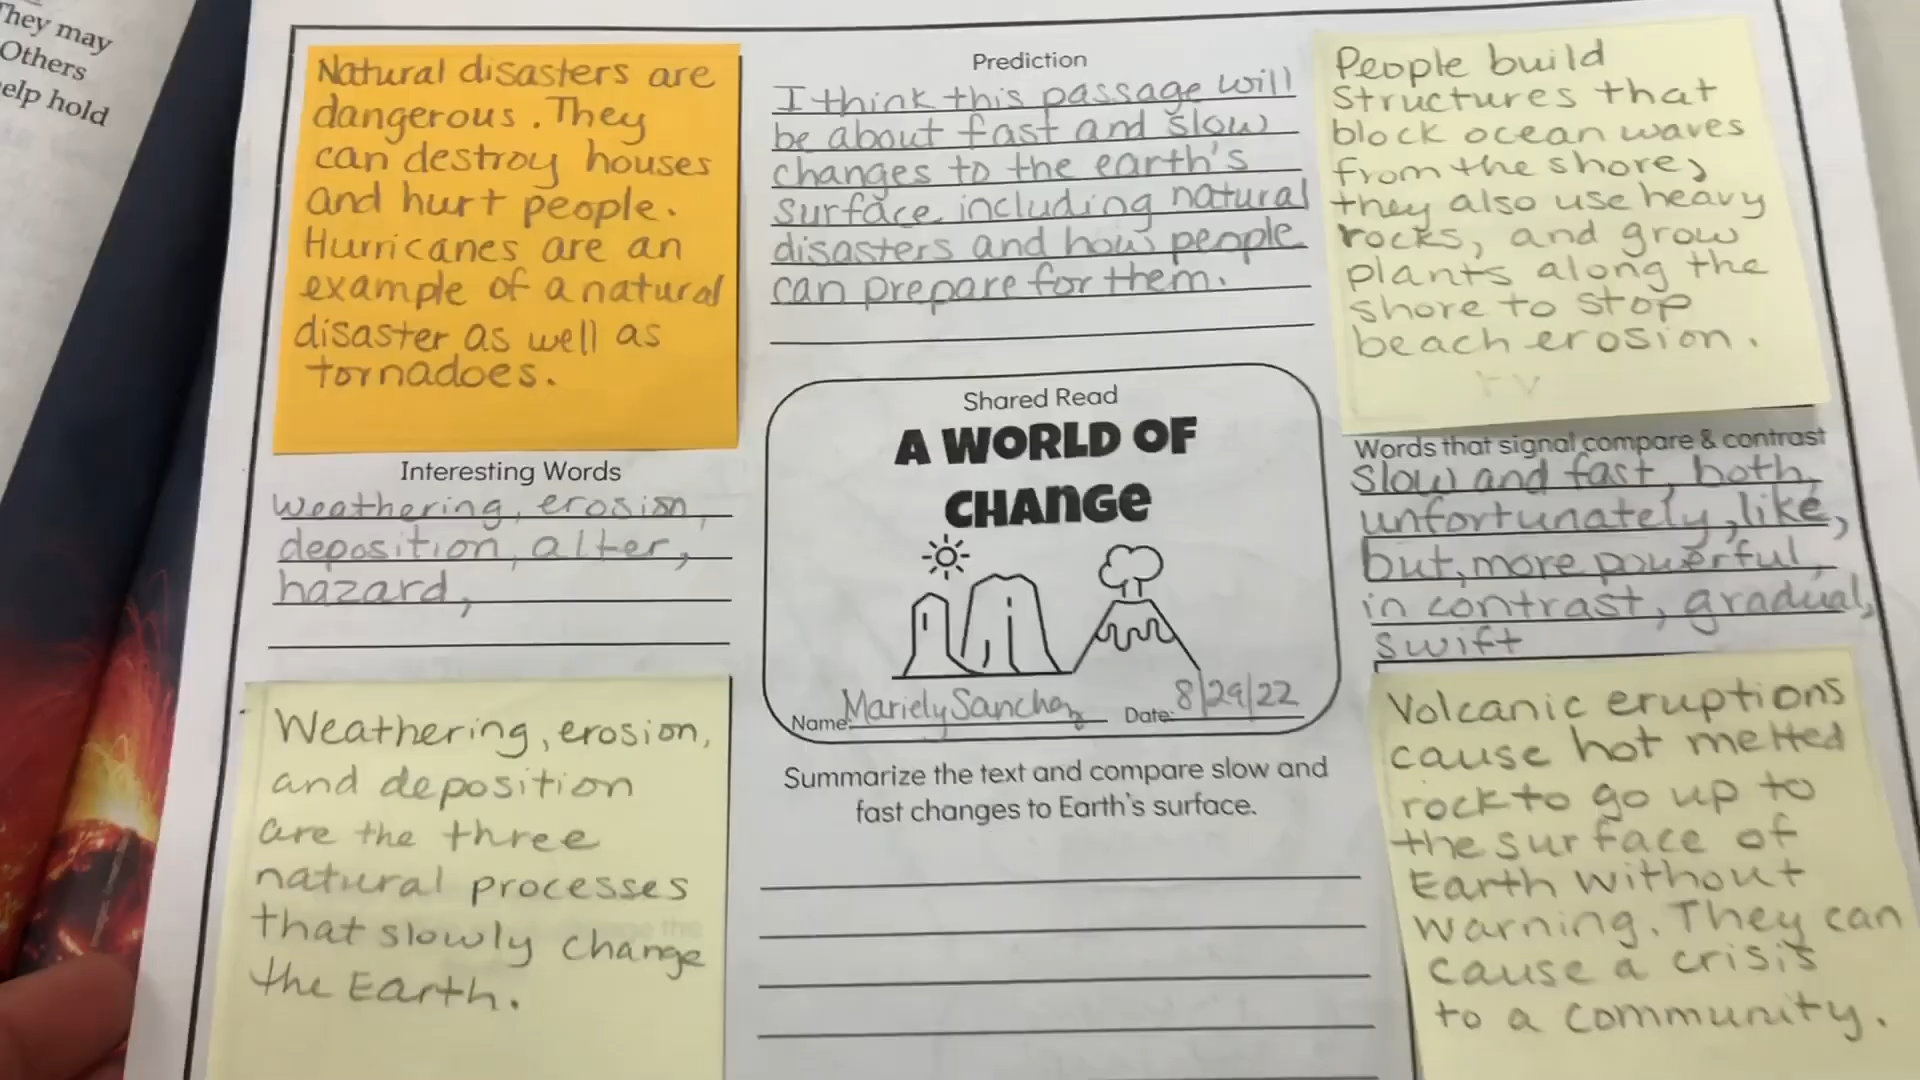 They may
Others
elp hold
Natural disasters are
dangerous. They
can destroy houses
and hurt people.
Hurricanes are an
example of a natural
disaster as well as
tornadoes.
Prediction
I think this passage will
be about fast and slow
changes to the earth's
surface including natural
disasters and how people
can prepare for them.
People build
structures that
block ocean waves
from the shore,
they also use heavy
rocks, and grow
plants along the
shore to stop
beach erosion.
Interesting Words
weathering, erosion,
deposition, alter,
hazard,
Shared Read
A WORLD OF
CHANGE
Name: Mariely Sanchez Date: 8/29/22
Words that signal compare & contrast
slow and fast, both,
unfortunately, like,
but, more powerful,
in contrast, gradual,
swift
Weathering, erosion,
and deposition
are the three
natural processes
that slowly change
the Earth.
Summarize the text and compare slow and
fast changes to Earth's surface.
Volcanic eruptions
cause hot melted
rock to go up to
the surface of
Earth without
warning. They can
cause a crisis
to a community.